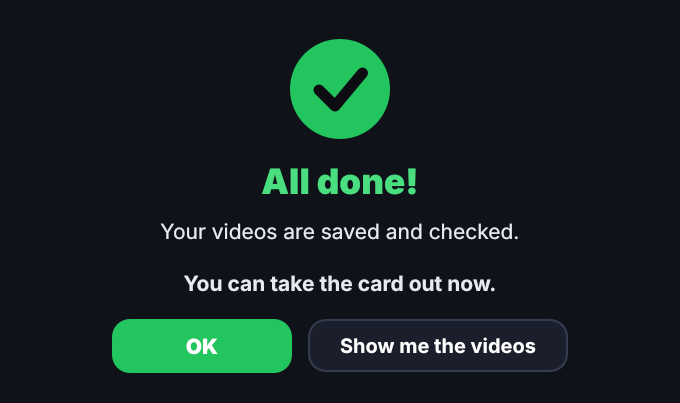 All done!
Your videos are saved and checked.
You can take the card out now.
OK
Show me the videos